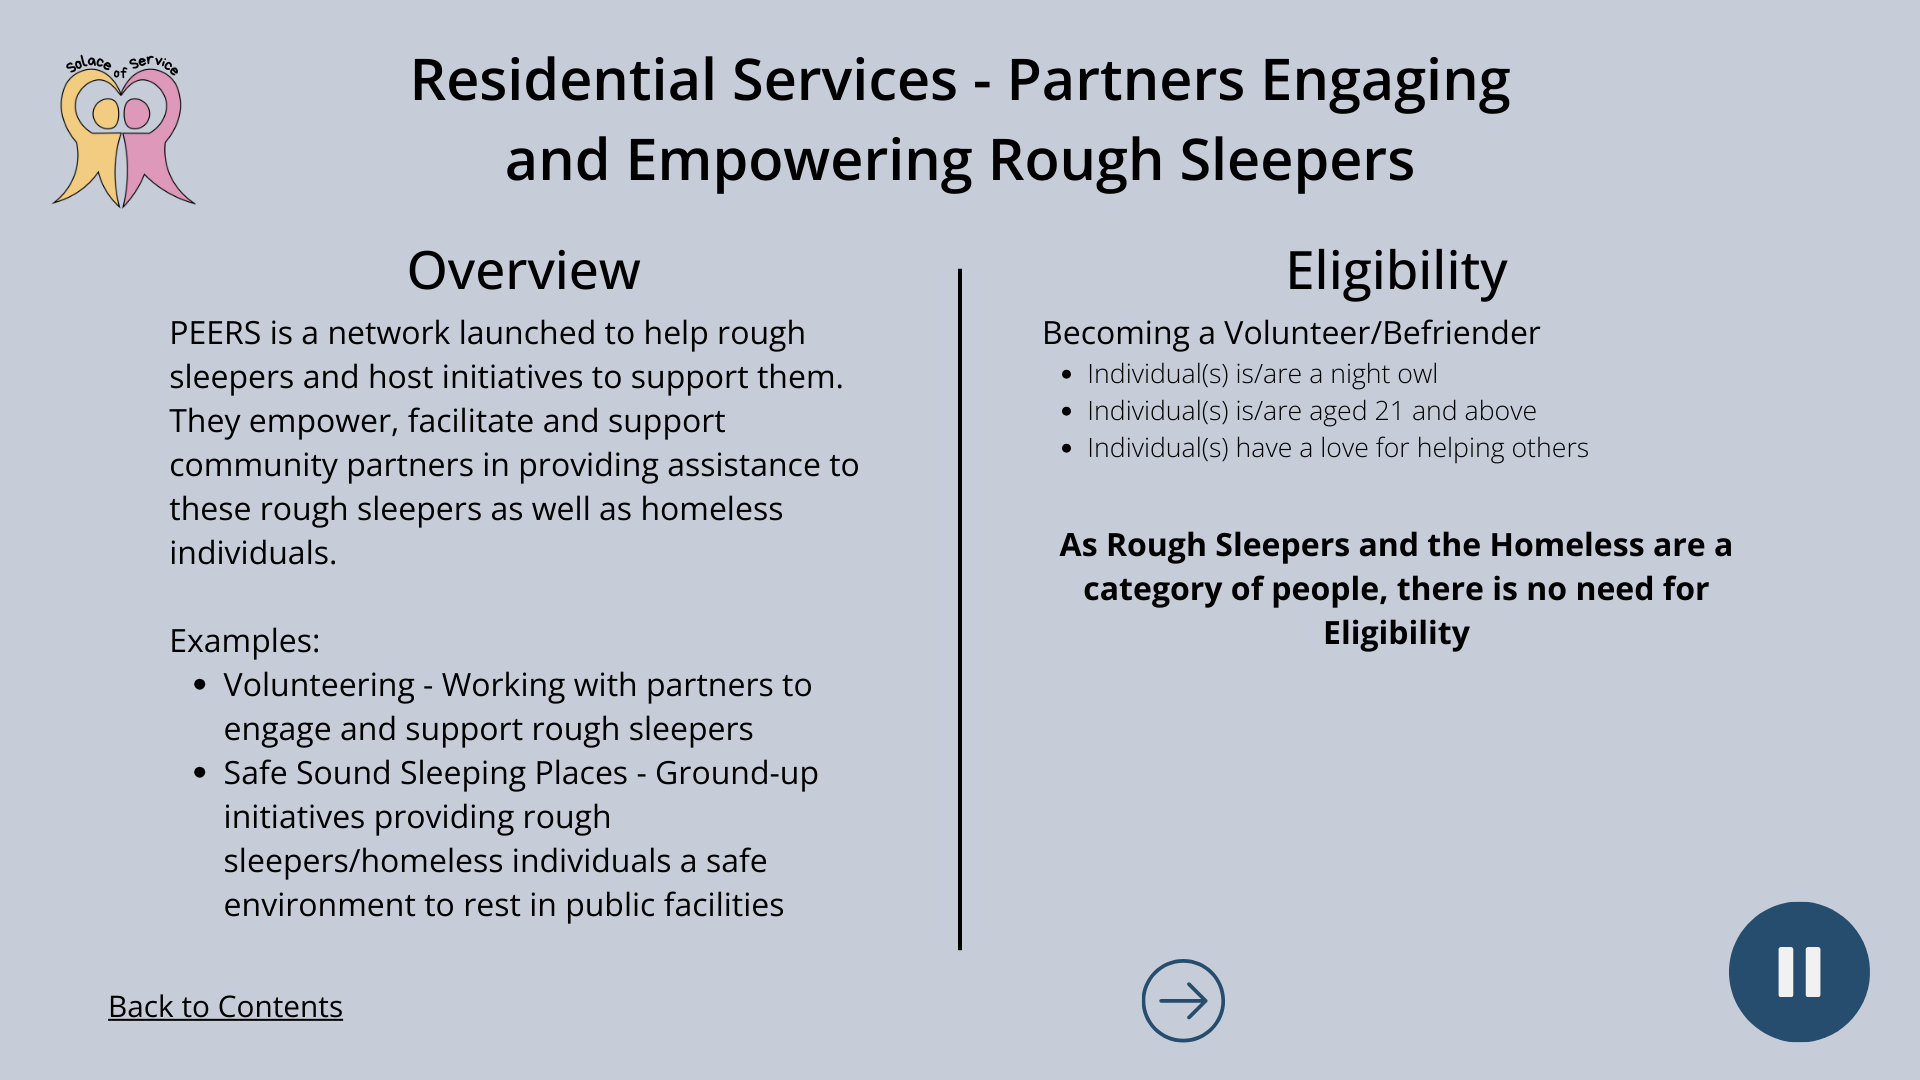 Solace of Service
Residential Services - Partners Engaging
and Empowering Rough Sleepers
Overview
PEERS is a network launched to help rough
sleepers and host initiatives to support them.
They empower, facilitate and support
community partners in providing assistance to
these rough sleepers as well as homeless
individuals.
Examples:
• Volunteering - Working with partners to
engage and support rough sleepers
• Safe Sound Sleeping Places - Ground-up
initiatives providing rough
sleepers/homeless individuals a safe
environment to rest in public facilities
Eligibility
Becoming a Volunteer/Befriender
• Individual(s) is/are a night owl
• Individual(s) is/are aged 21 and above
• Individual(s) have a love for helping others
As Rough Sleepers and the Homeless are a
category of people, there is no need for
Eligibility
Back to Contents